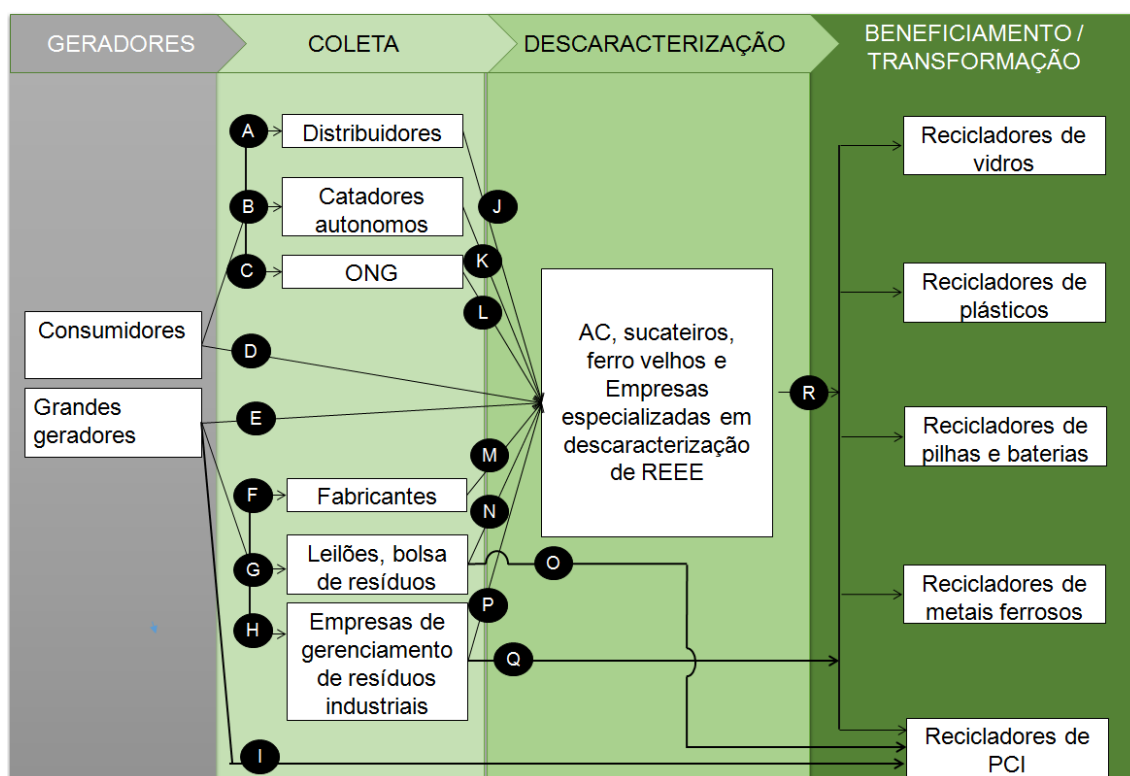 GERADORES
COLETA
DESCARACTERIZAÇÃO
BENEFICIAMENTO /
TRANSFORMAÇÃO
A
Distribuidores
B
Catadores
autonomos
C
ONG
Consumidores
D
Grandes
geradores
E
F
Fabricantes
G
Leilões, bolsa
de resíduos
H
Empresas de
gerenciamento
de resíduos
industriais
I
J
K
L
M
N
O
P
Q
AC, sucateiros,
ferro velhos e
Empresas
especializadas em
descaracterização
de REEE
R
Recicladores de
vidros
Recicladores de
plásticos
Recicladores de
pilhas e baterias
Recicladores de
metais ferrosos
Recicladores de
PCI